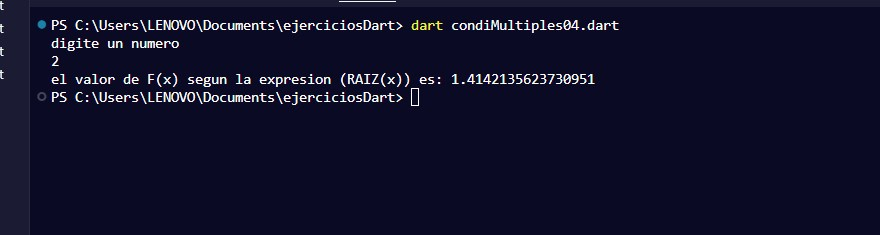 t
PS C:\Users\LENOVO\Documents\ejerciciosDart> dart condiMultiples04.dart
t
digite un numero
t
2
t
el valor de F(x) segun la expresion (RAIZ(x)) es: 1.4142135623730951
PS C:\Users\LENOVO\Documents\ejerciciosDart>